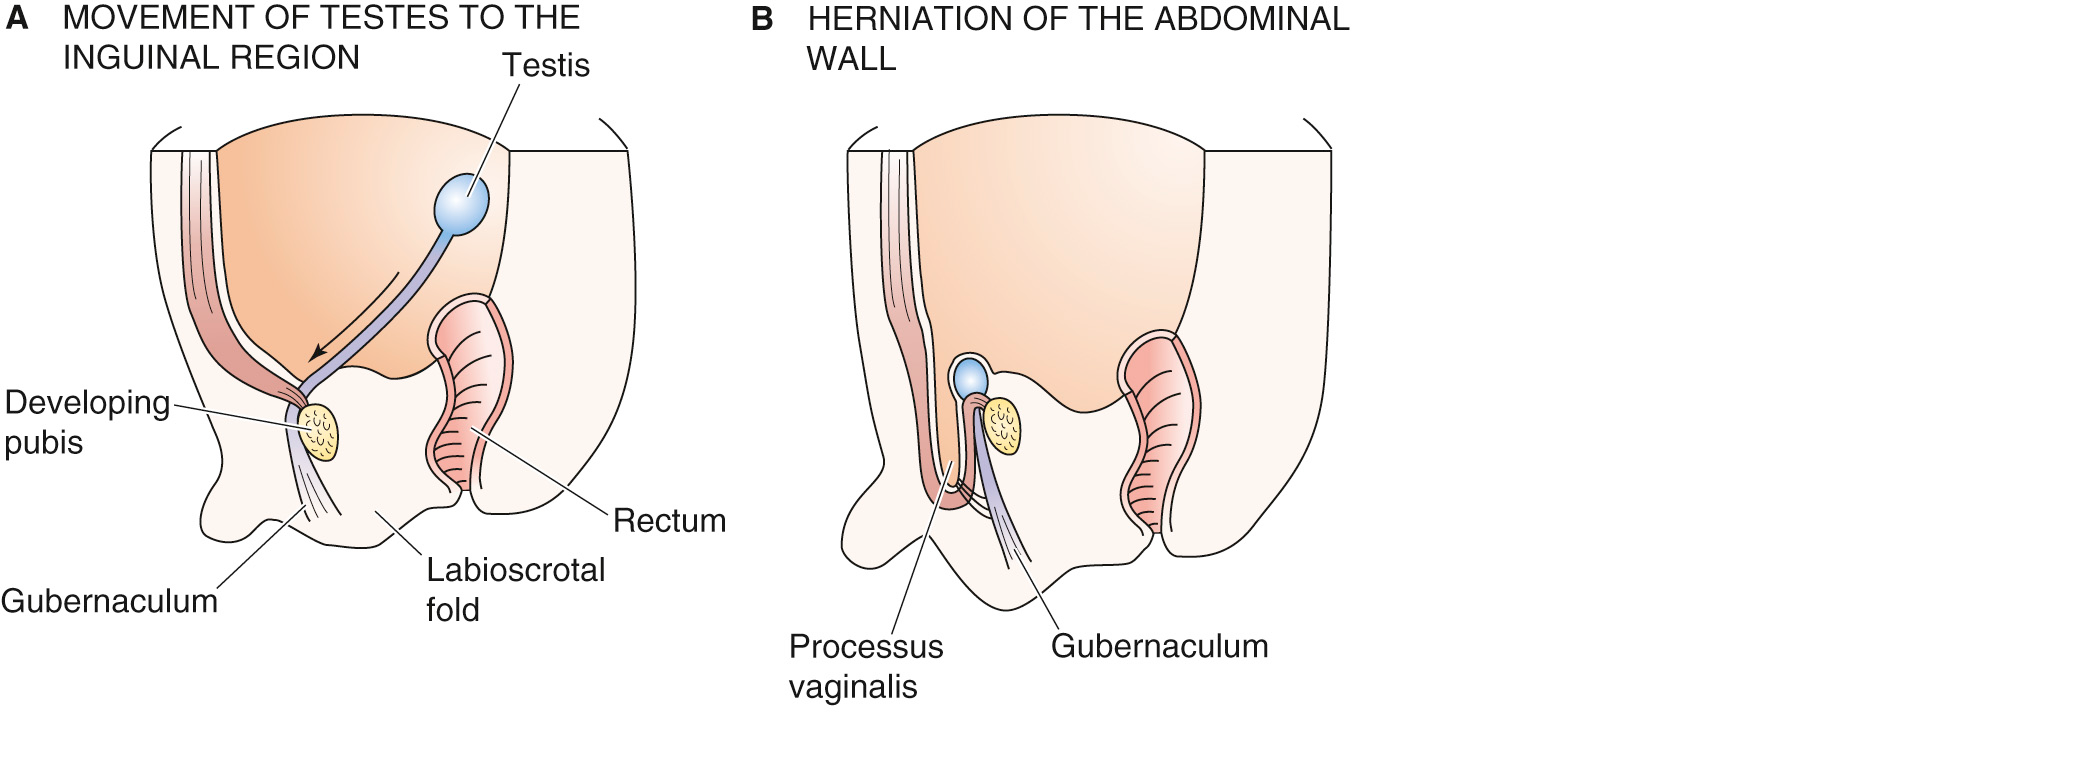 A MOVEMENT OF TESTES TO THE
INGUINAL REGION
Testis
Developing
pubis
Gubernaculum
Labioscrotal
fold
Rectum
B HERNIATION OF THE ABDOMINAL
WALL
Processus
vaginalis
Gubernaculum